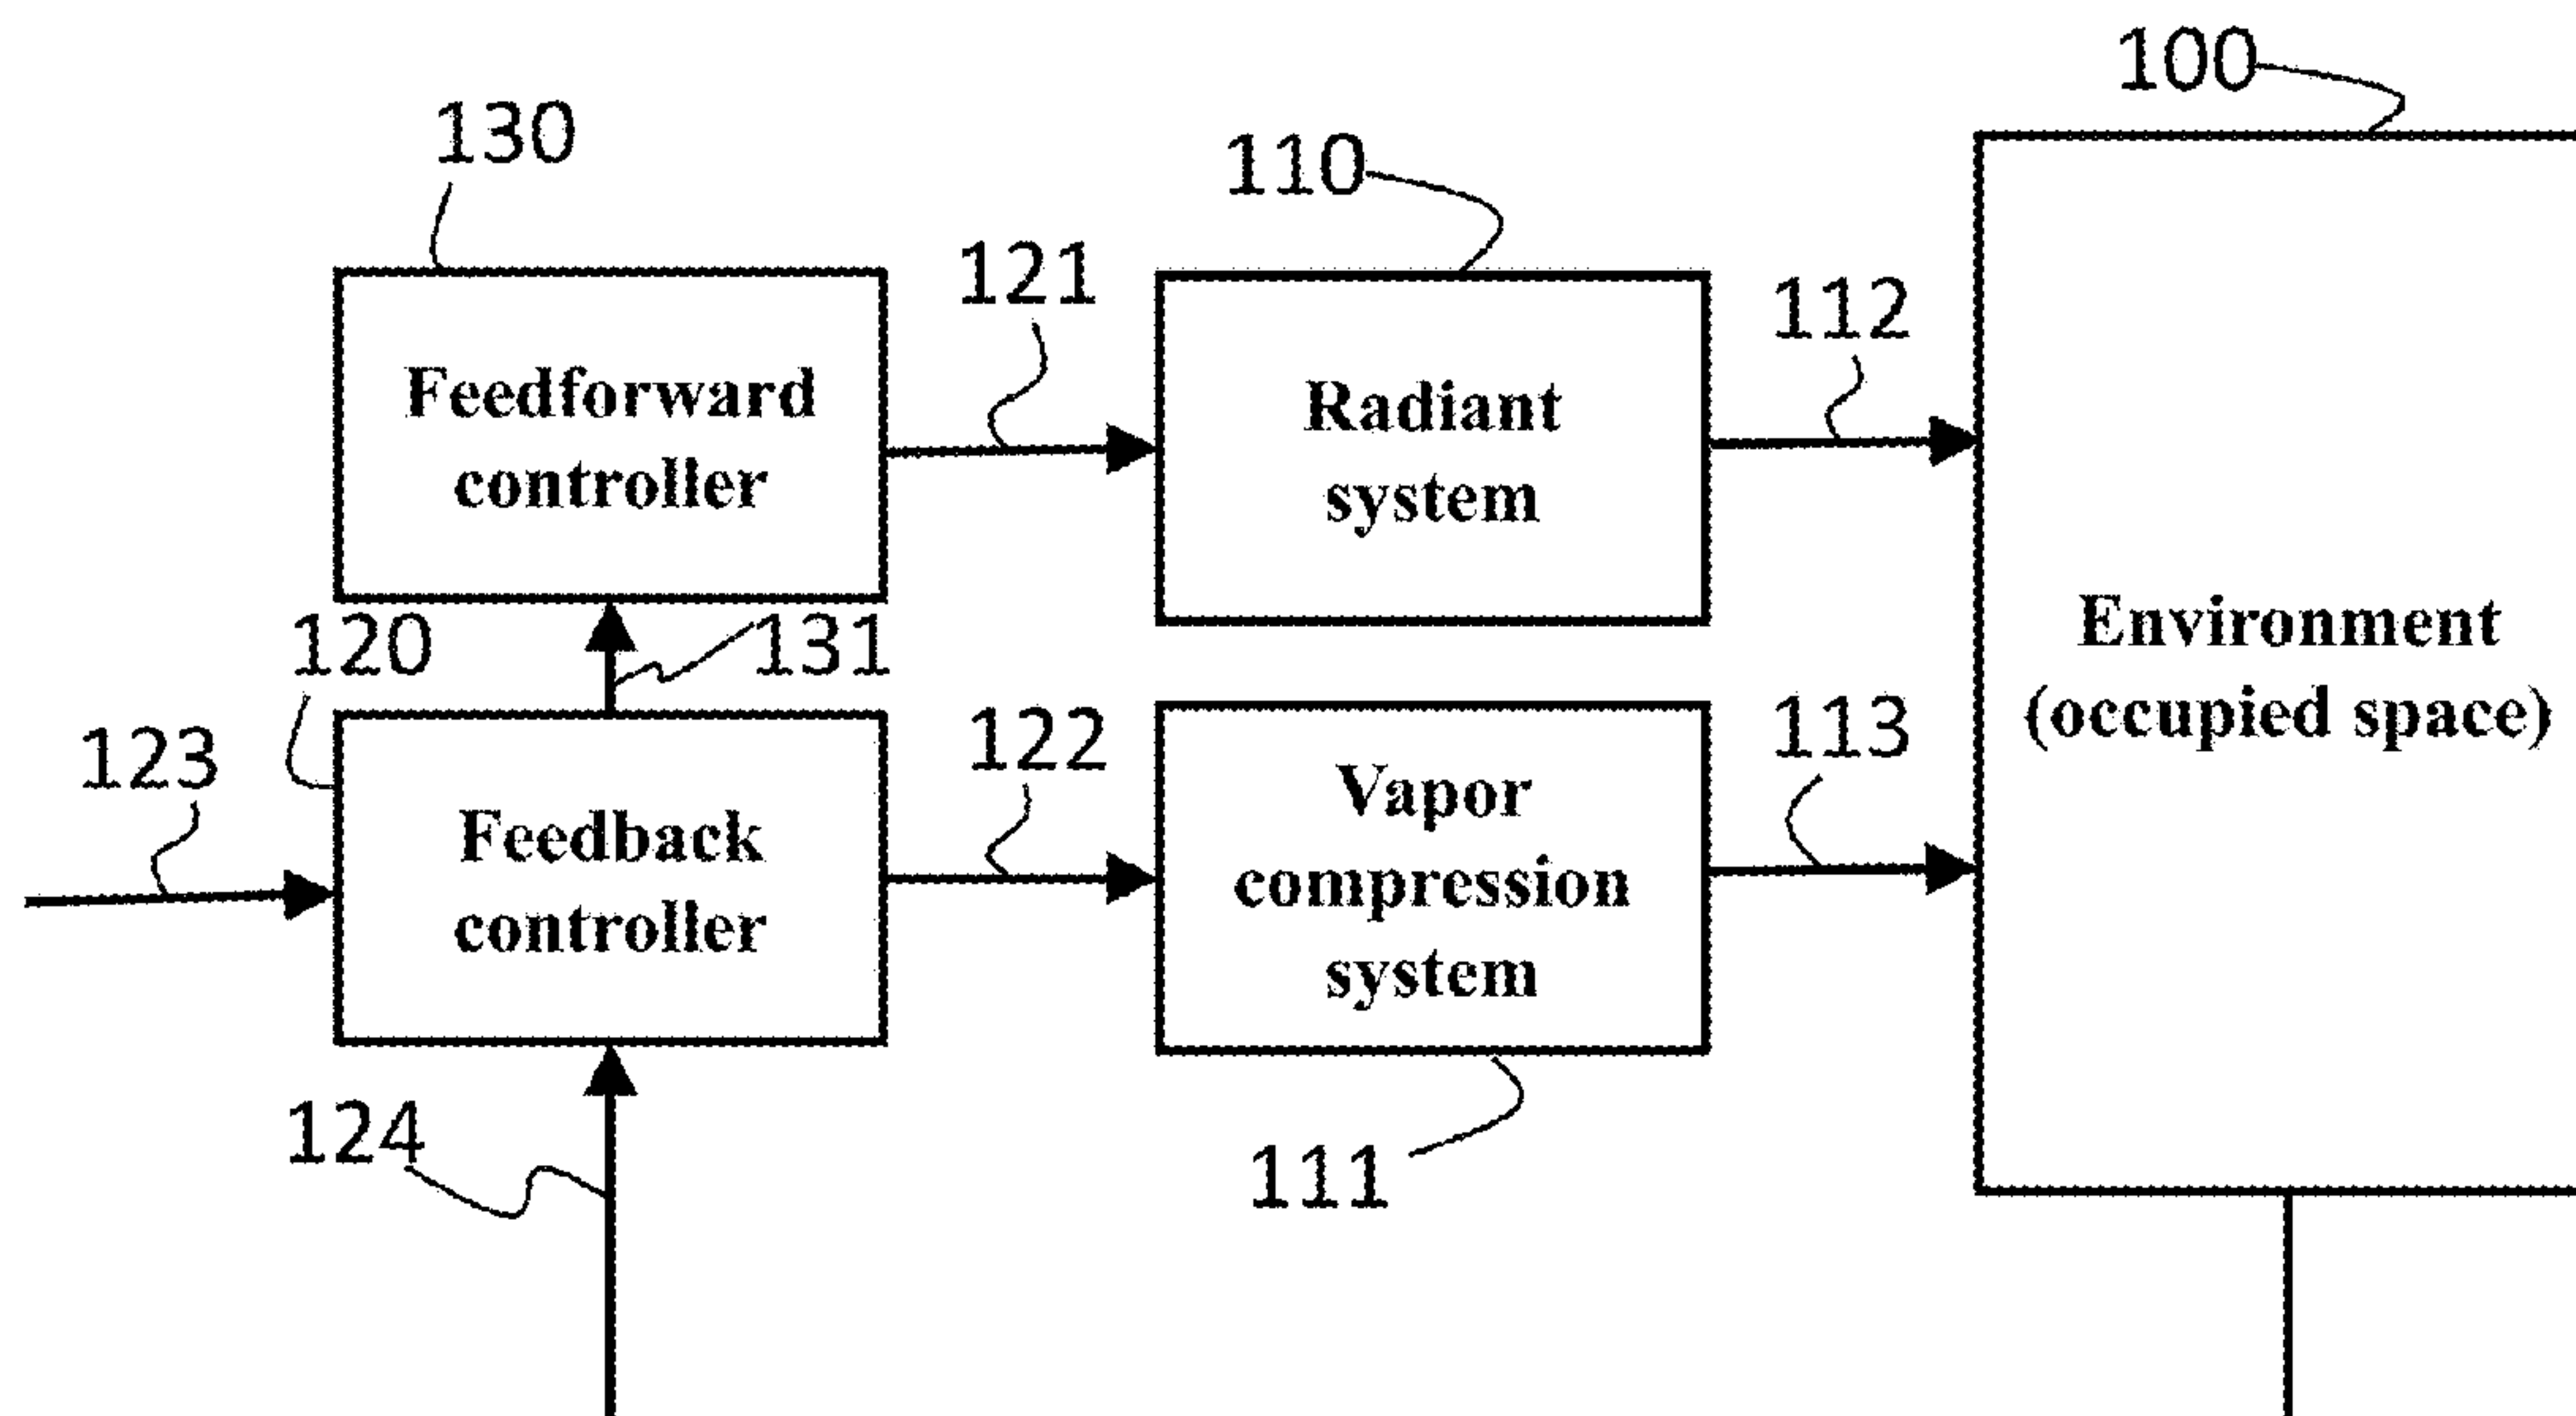 100
130
110
121
112
Feedforward
controller
Radiant
system
Environment
(occupied space)
120
131
123
122
113
Feedback
controller
Vapor
compression
system
124
111